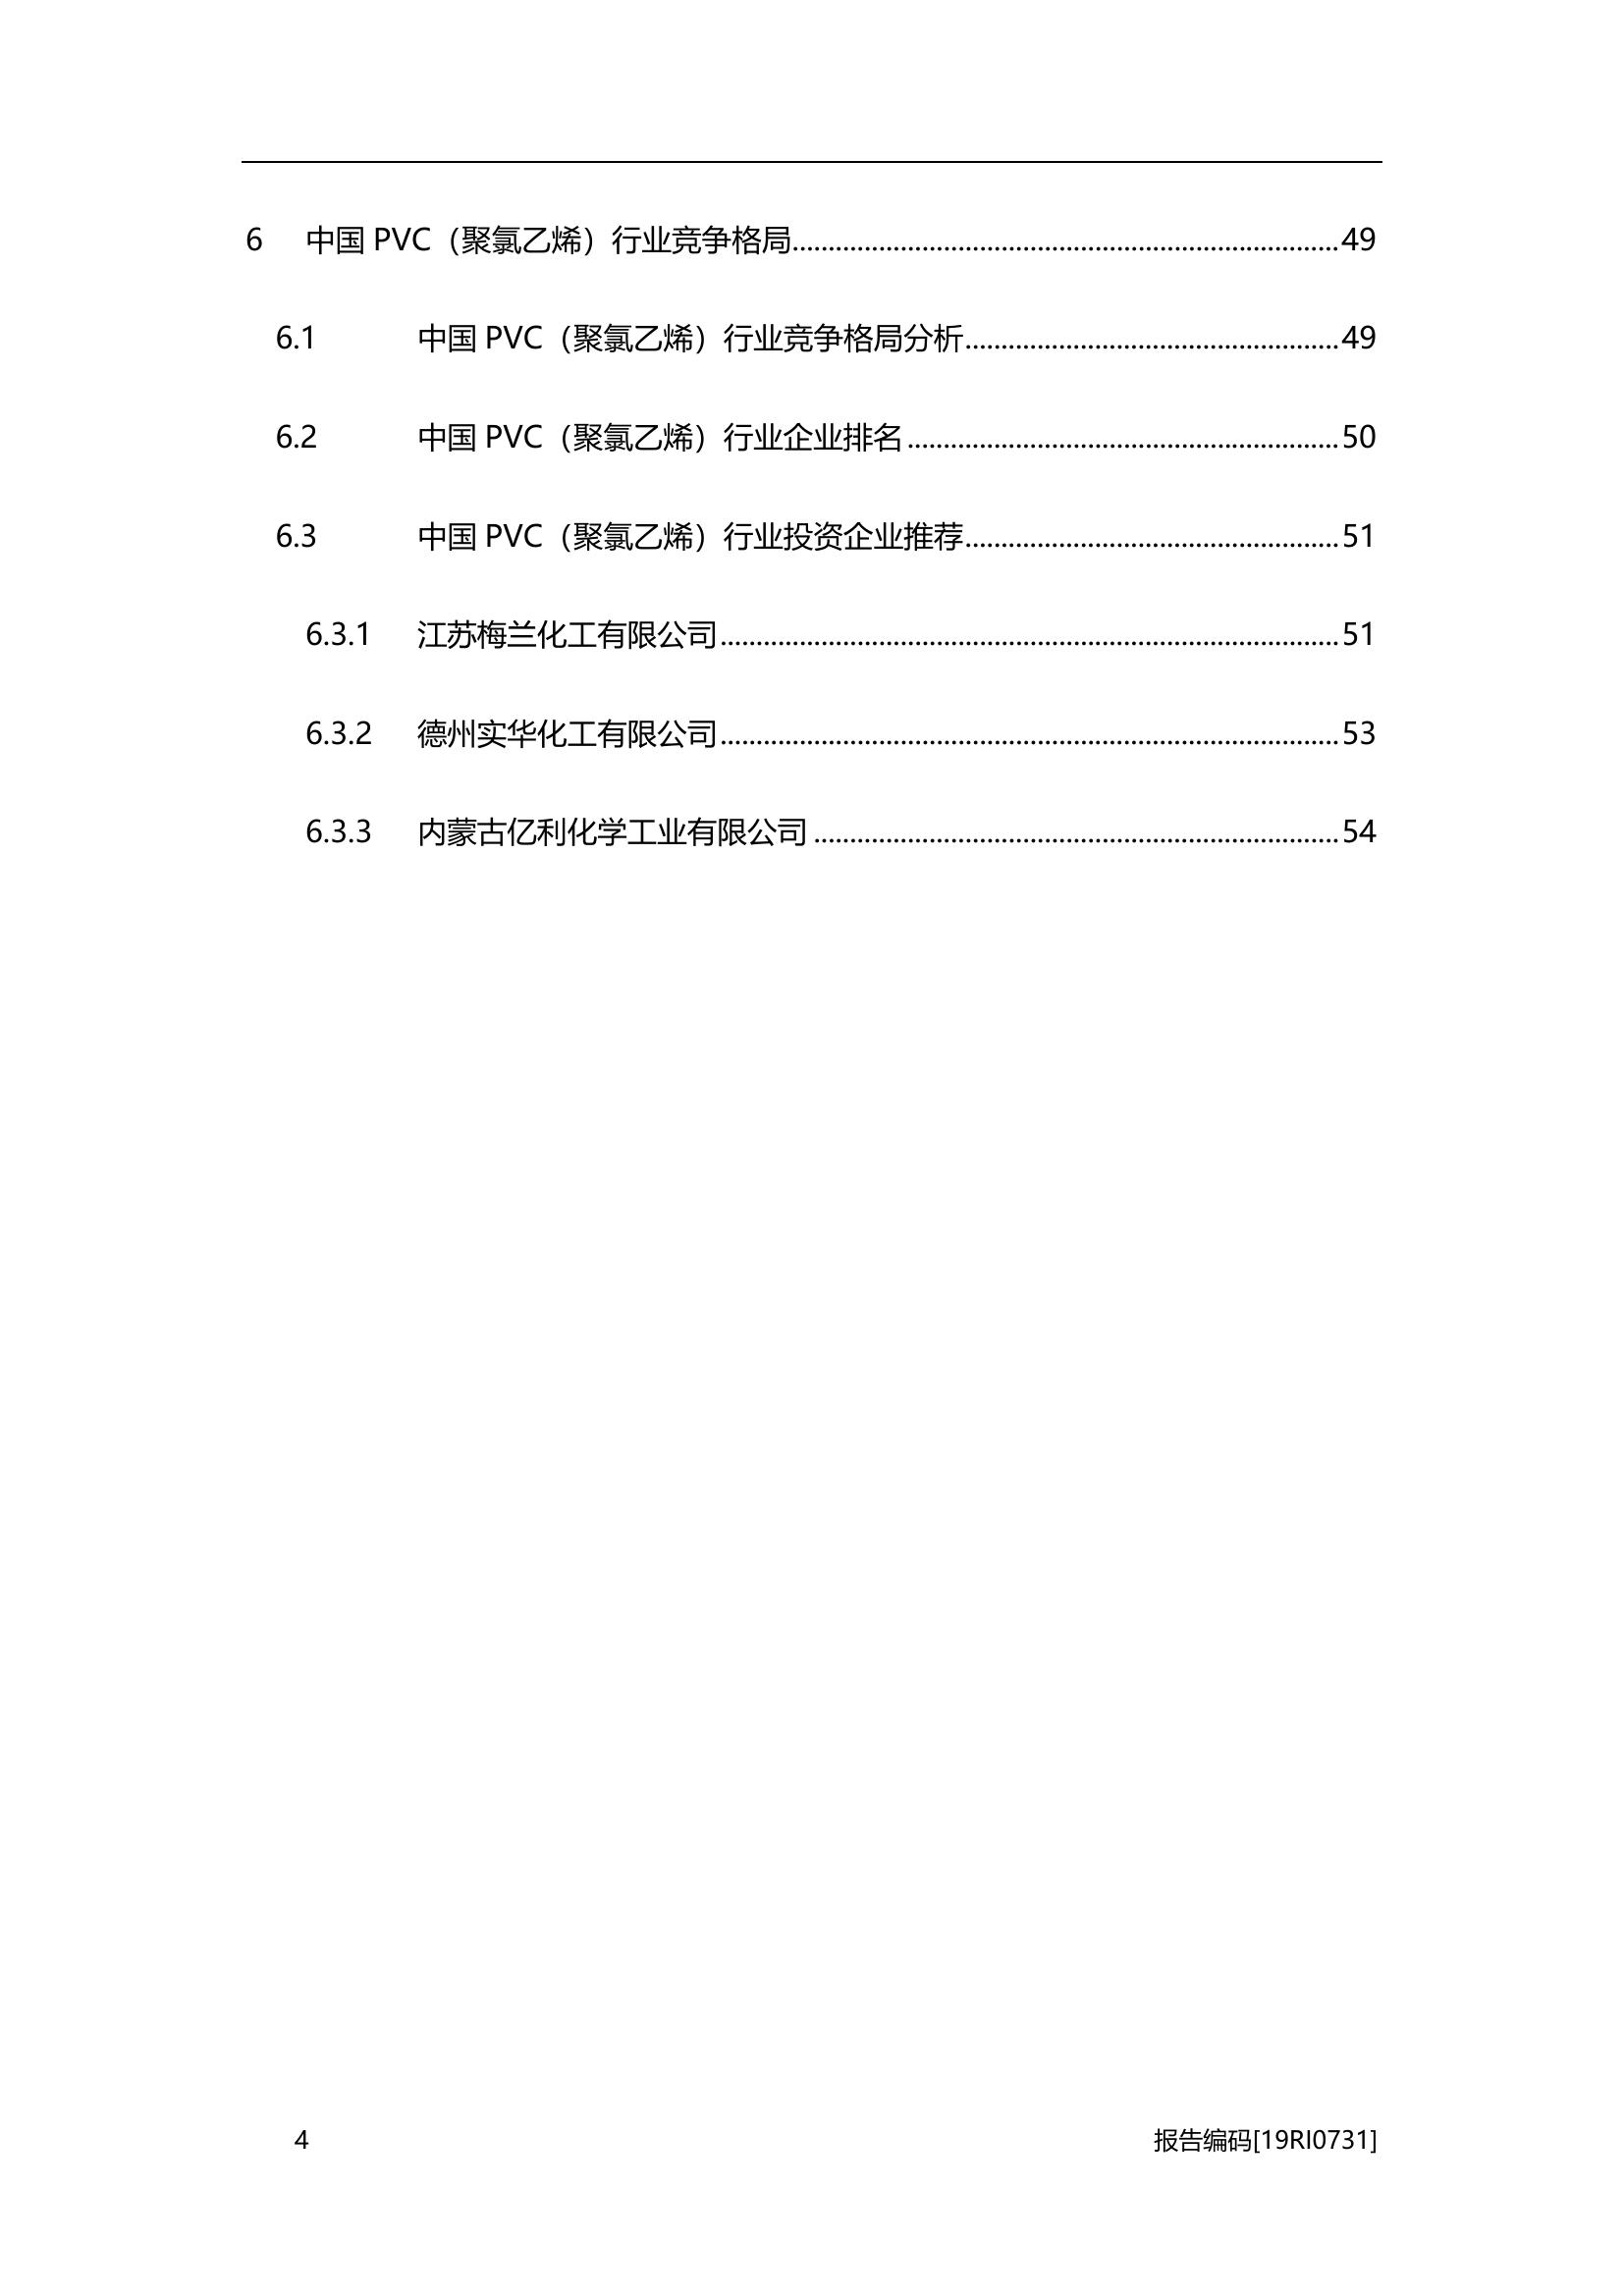 6 中国 PVC（聚氯乙烯）行业竞争格局..........................................................................49
6.1 中国 PVC（聚氯乙烯）行业竞争格局分析..................................................49
6.2 中国 PVC（聚氯乙烯）行业企业排名..........................................................50
6.3 中国 PVC（聚氯乙烯）行业投资企业推荐..................................................51
6.3.1 江苏梅兰化工有限公司....................................................................................51
6.3.2 德州实华化工有限公司....................................................................................53
6.3.3 内蒙古亿利化学工业有限公司.......................................................................54
4 报告编码[19RI0731]